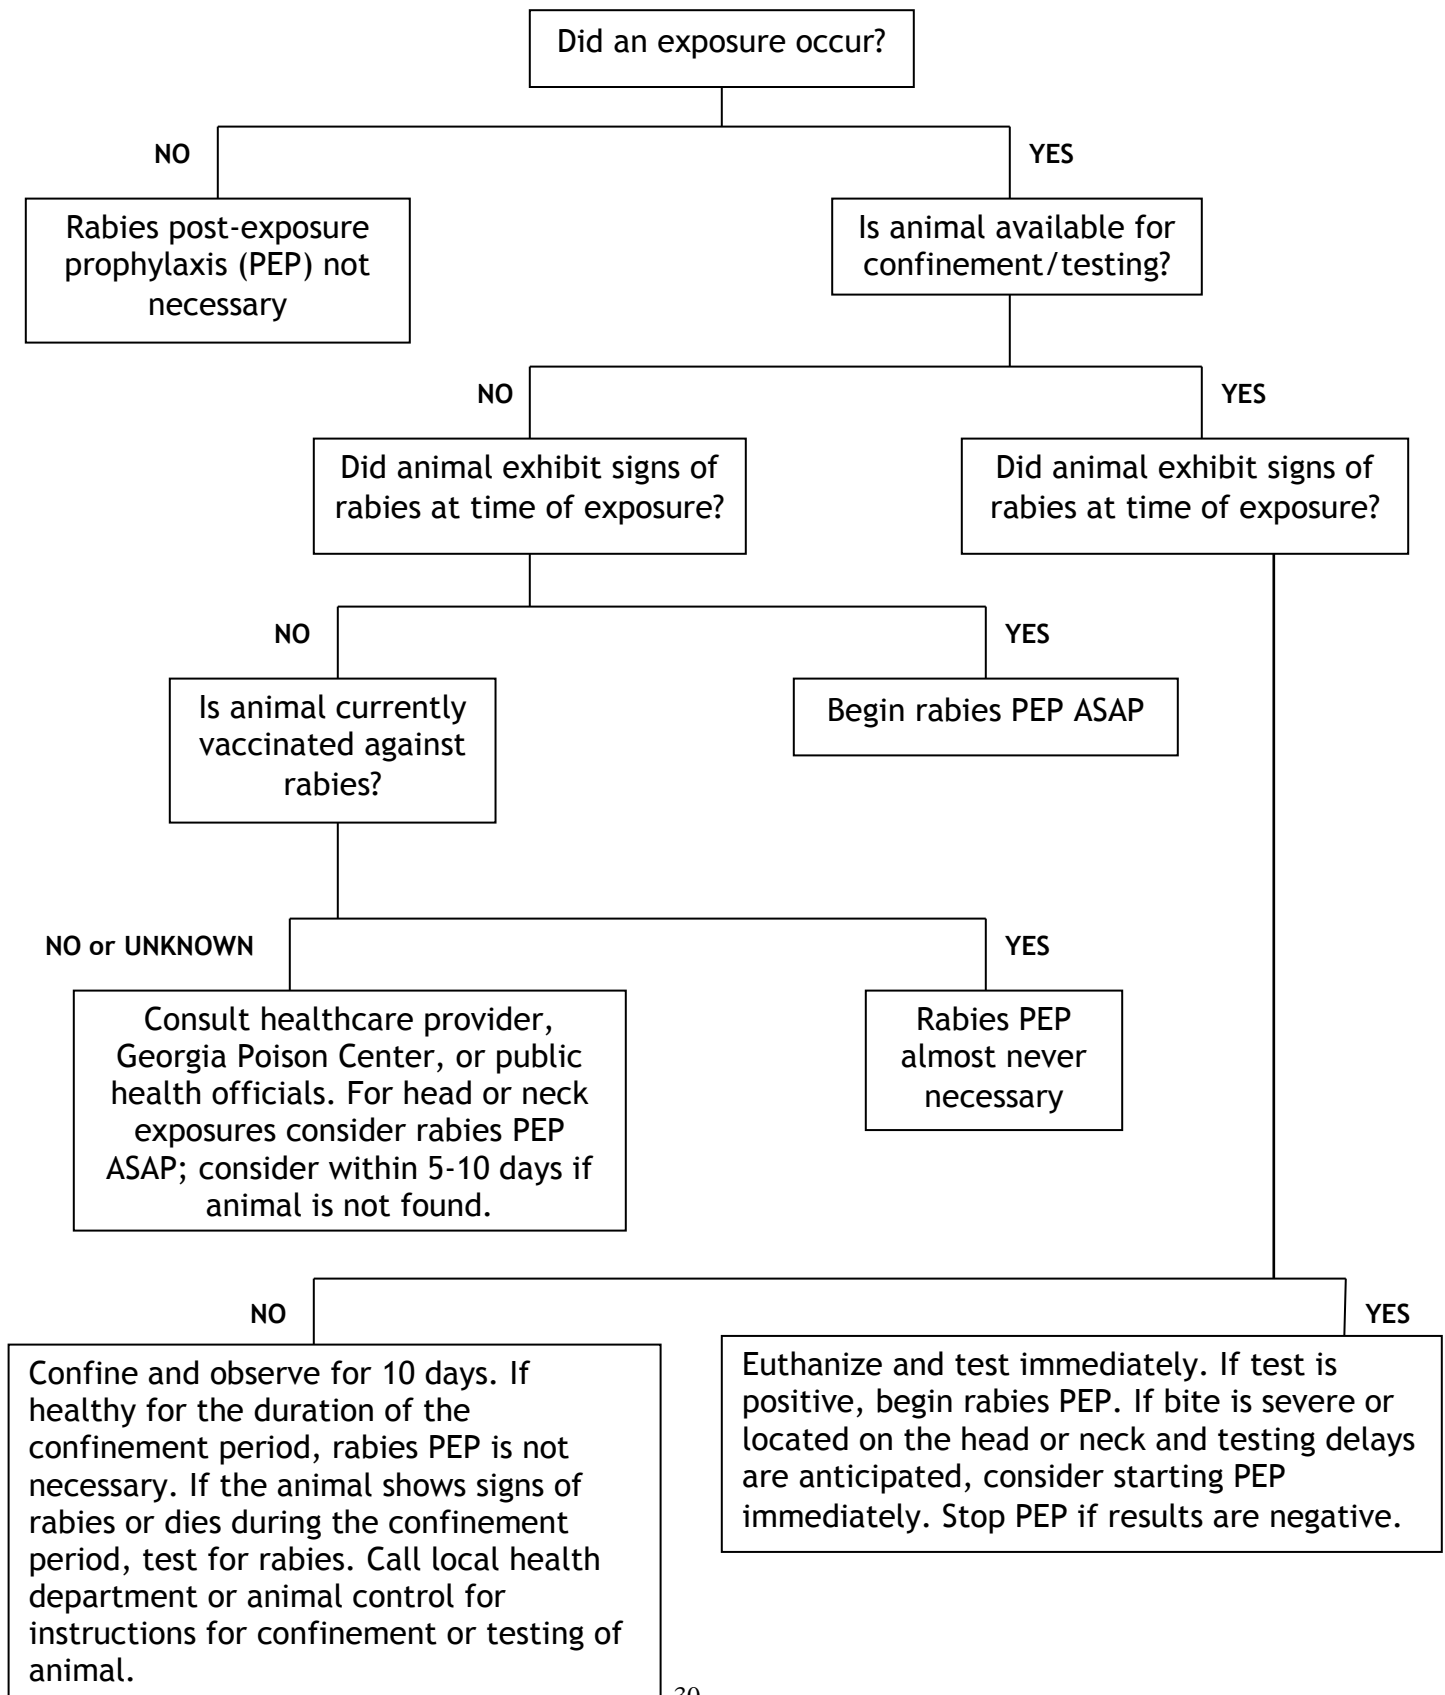 Did an exposure occur?
NO
YES
Rabies post-exposure
prophylaxis (PEP) not
necessary
Is animal available for
confinement/testing?
NO
YES
Did animal exhibit signs of
rabies at time of exposure?
Did animal exhibit signs of
rabies at time of exposure?
NO
YES
Is animal currently
vaccinated against
rabies?
Begin rabies PEP ASAP
NO or UNKNOWN
YES
Consult healthcare provider,
Georgia Poison Center, or public
health officials. For head or neck
exposures consider rabies PEP
ASAP; consider within 5-10 days if
animal is not found.
Rabies PEP
almost never
necessary
NO
YES
Confine and observe for 10 days. If
healthy for the duration of the
confinement period, rabies PEP is not
necessary. If the animal shows signs of
rabies or dies during the confinement
period, test for rabies. Call local health
department or animal control for
instructions for confinement or testing of
animal.
Euthanize and test immediately. If test is
positive, begin rabies PEP. If bite is severe or
located on the head or neck and testing delays
are anticipated, consider starting PEP
immediately. Stop PEP if results are negative.